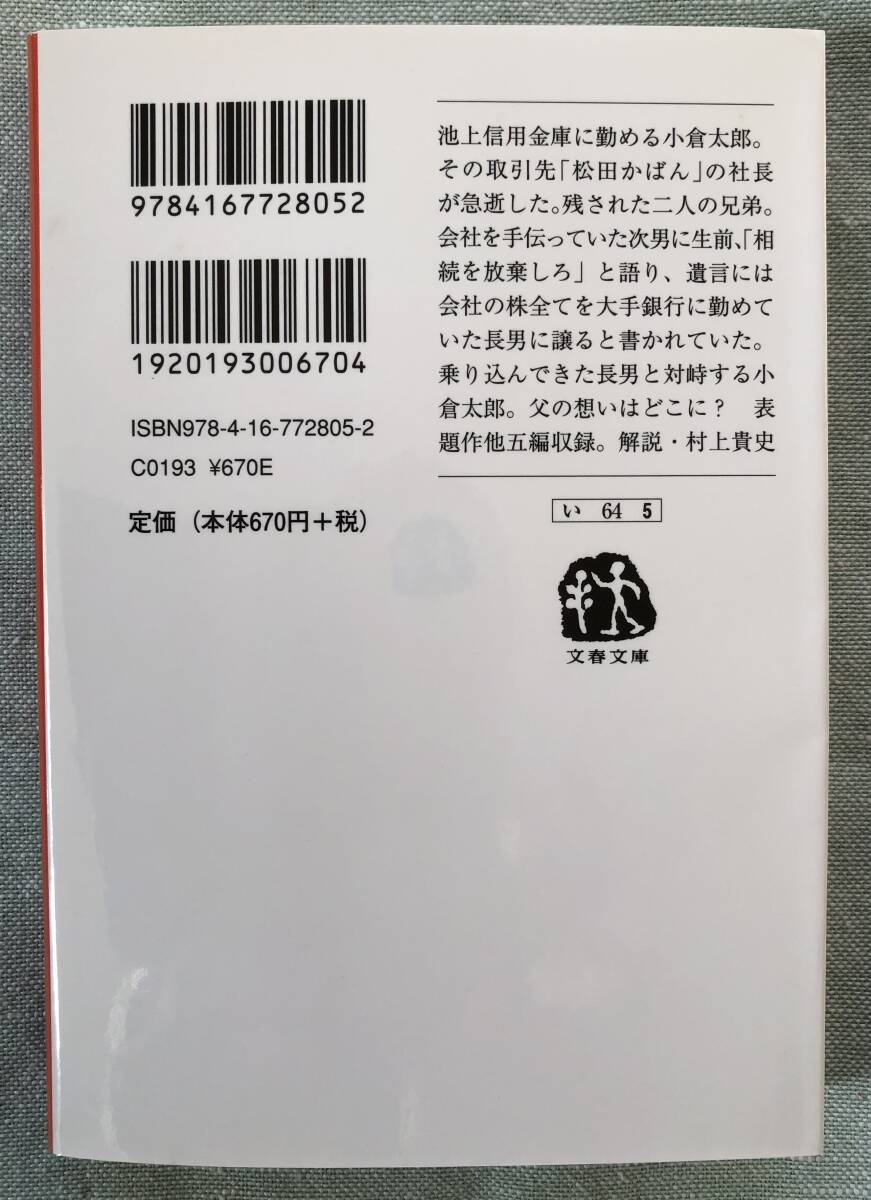 9784167728052
1920193006704
ISBN978-4-16-772805-2
C0193 ¥670E
定価（本体670円＋税）
池上信用金庫に勤める小倉太郎。
その取引先「松田かばん」の社長
が急逝した。残された二人の兄弟。
会社を手伝っていた次男に生前、「相
続を放棄しろ」と語り、遺言には
会社の株全てを大手銀行に勤めて
いた長男に譲ると書かれていた。
乗り込んできた長男と対峙する小
倉太郎。父の想いはどこに？　表
題作他五編収録。解説・村上貴史
い 64 5
文春文庫